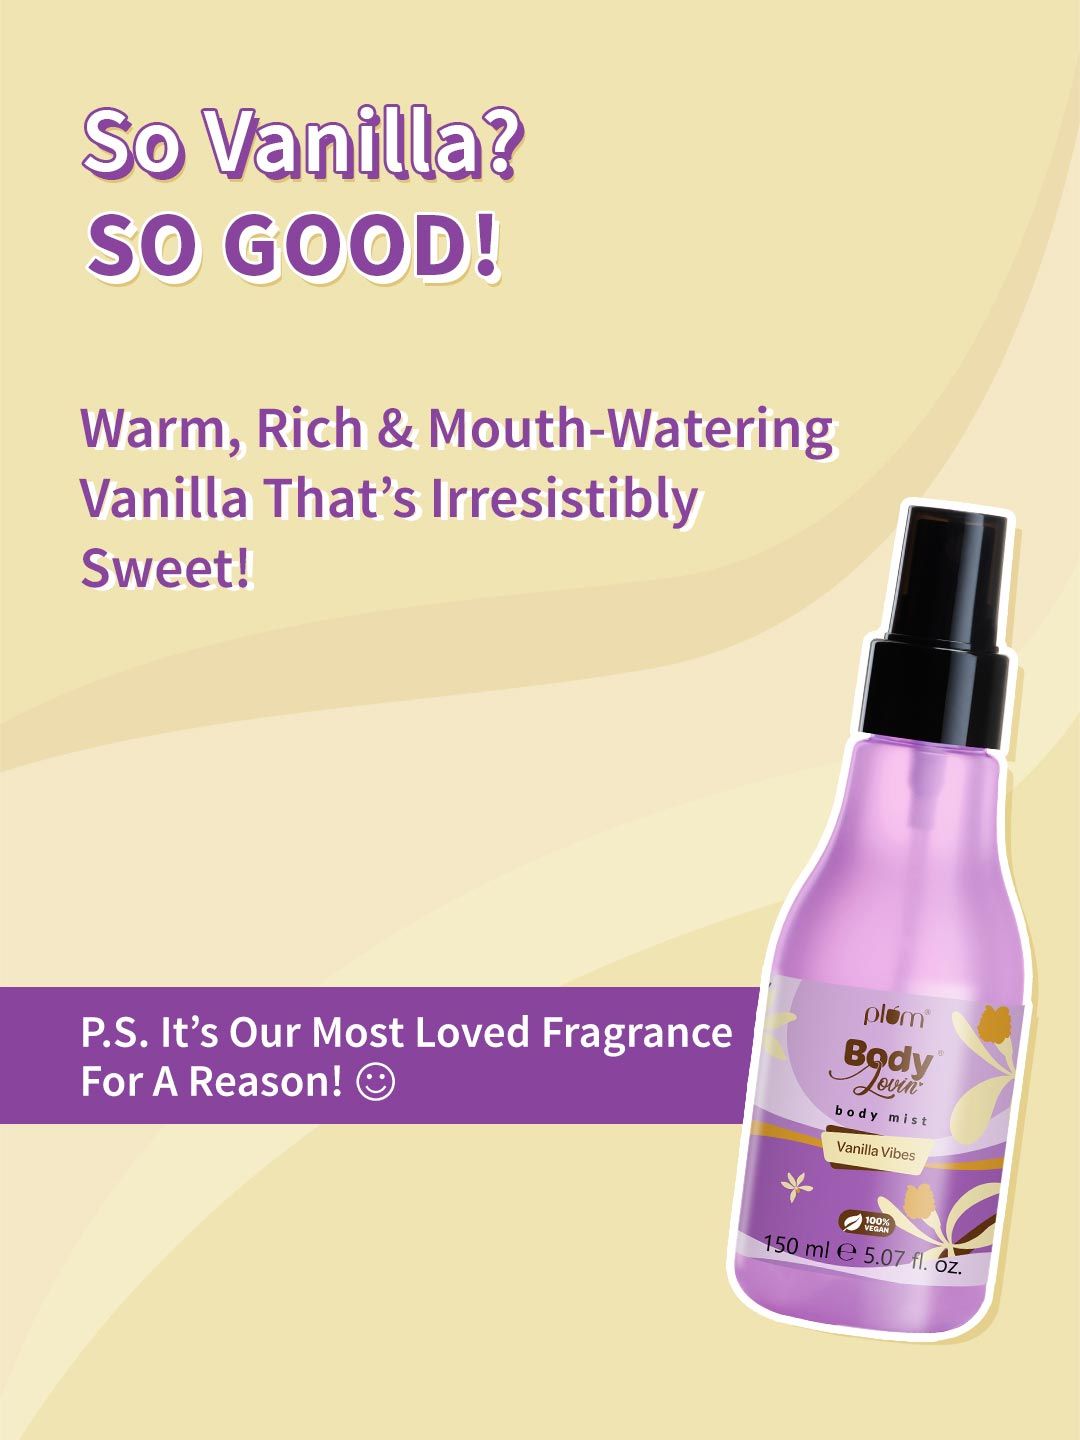 So Vanilla?
SO GOOD!
Warm, Rich & Mouth-Watering
Vanilla That’s Irresistibly
Sweet!
P.S. It’s Our Most Loved Fragrance
For A Reason! ☺
plum®
Body®
Lovin'
body mist
Vanilla Vibes
100%
VEGAN
150 ml ℮ 5.07 fl. oz.